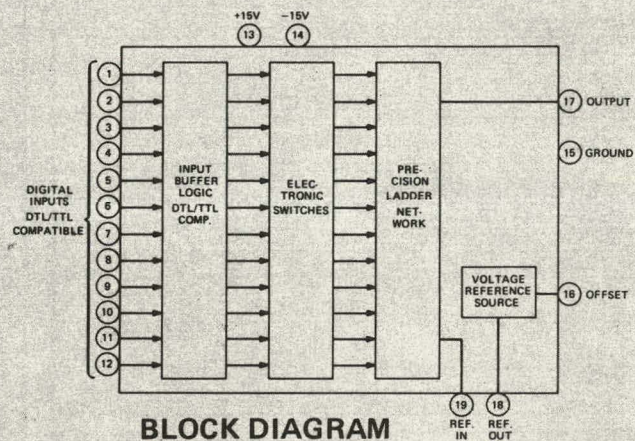 +15V
-15V
13
14
1
2
3
4
5
6
7
8
9
10
11
12
DIGITAL
INPUTS
DTL/TTL
COMPATIBLE
INPUT
BUFFER
LOGIC
DTL/TTL
COMP.
ELEC-
TRONIC
SWITCHES
PRE-
CISION
LADDER
NET-
WORK
VOLTAGE
REFERENCE
SOURCE
17 OUTPUT
15 GROUND
16 OFFSET
19
18
REF.
IN
REF.
OUT
BLOCK DIAGRAM